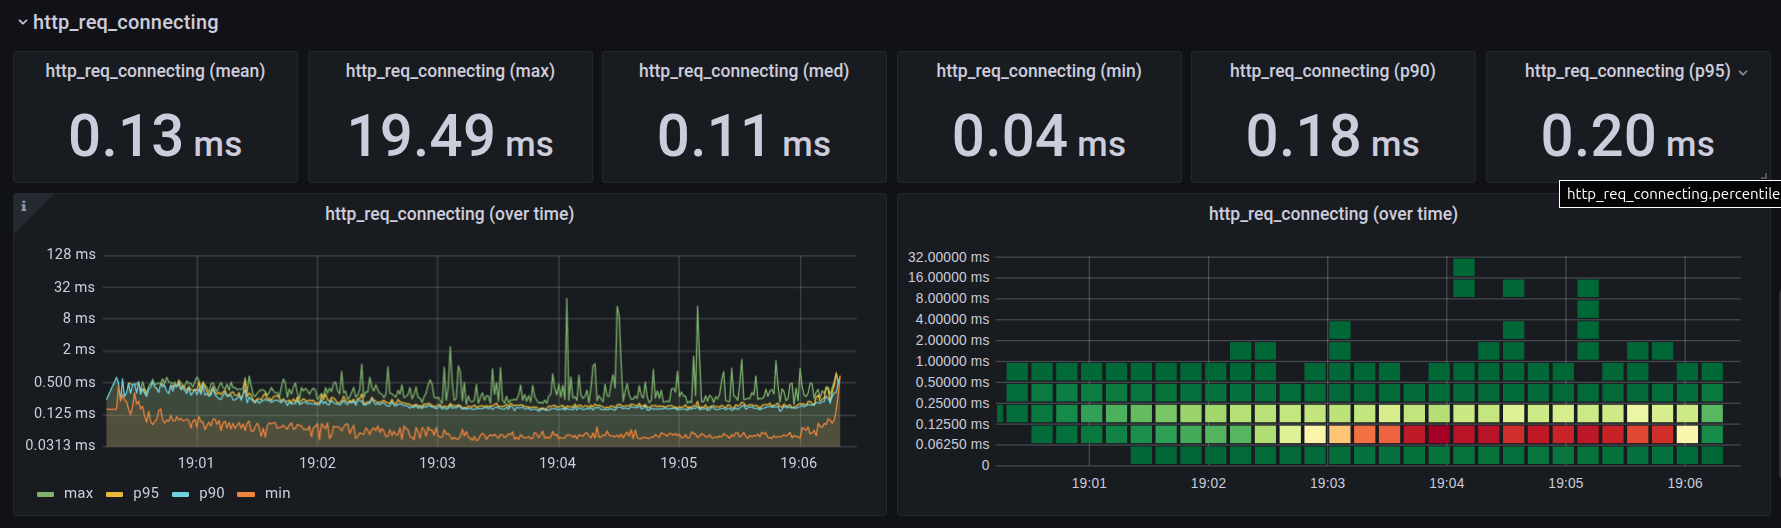 http_req_connecting
http_req_connecting (mean)
0.13 ms
http_req_connecting (max)
19.49 ms
http_req_connecting (med)
0.11 ms
http_req_connecting (min)
0.04 ms
http_req_connecting (p90)
0.18 ms
http_req_connecting (p95)
0.20 ms
http_req_connecting.percentile
i
http_req_connecting (over time)
128 ms
32 ms
8 ms
2 ms
0.500 ms
0.125 ms
0.0313 ms
19:01 19:02 19:03 19:04 19:05 19:06
max p95 p90 min
http_req_connecting (over time)
32.00000 ms
16.00000 ms
8.00000 ms
4.00000 ms
2.00000 ms
1.00000 ms
0.50000 ms
0.25000 ms
0.12500 ms
0.06250 ms
0
19:01 19:02 19:03 19:04 19:05 19:06